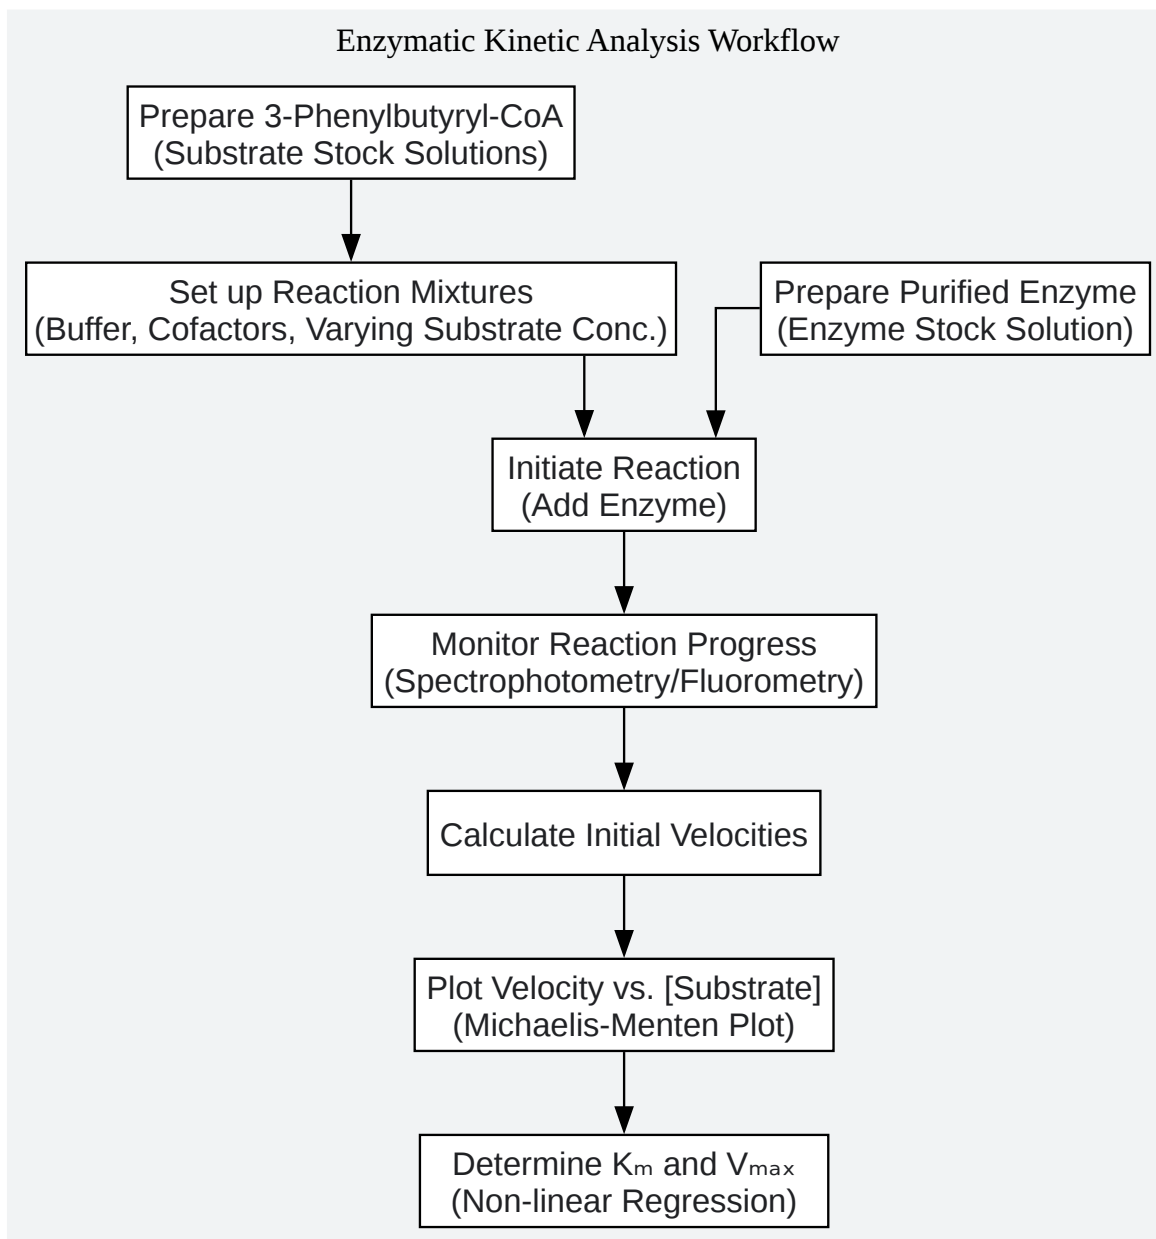 Enzymatic Kinetic Analysis Workflow
Prepare 3-Phenylbutyryl-CoA
(Substrate Stock Solutions)
Set up Reaction Mixtures
(Buffer, Cofactors, Varying Substrate Conc.)
Prepare Purified Enzyme
(Enzyme Stock Solution)
Initiate Reaction
(Add Enzyme)
Monitor Reaction Progress
(Spectrophotometry/Fluorometry)
Calculate Initial Velocities
Plot Velocity vs. [Substrate]
(Michaelis-Menten Plot)
Determine Kₘ and Vₘₐₓ
(Non-linear Regression)